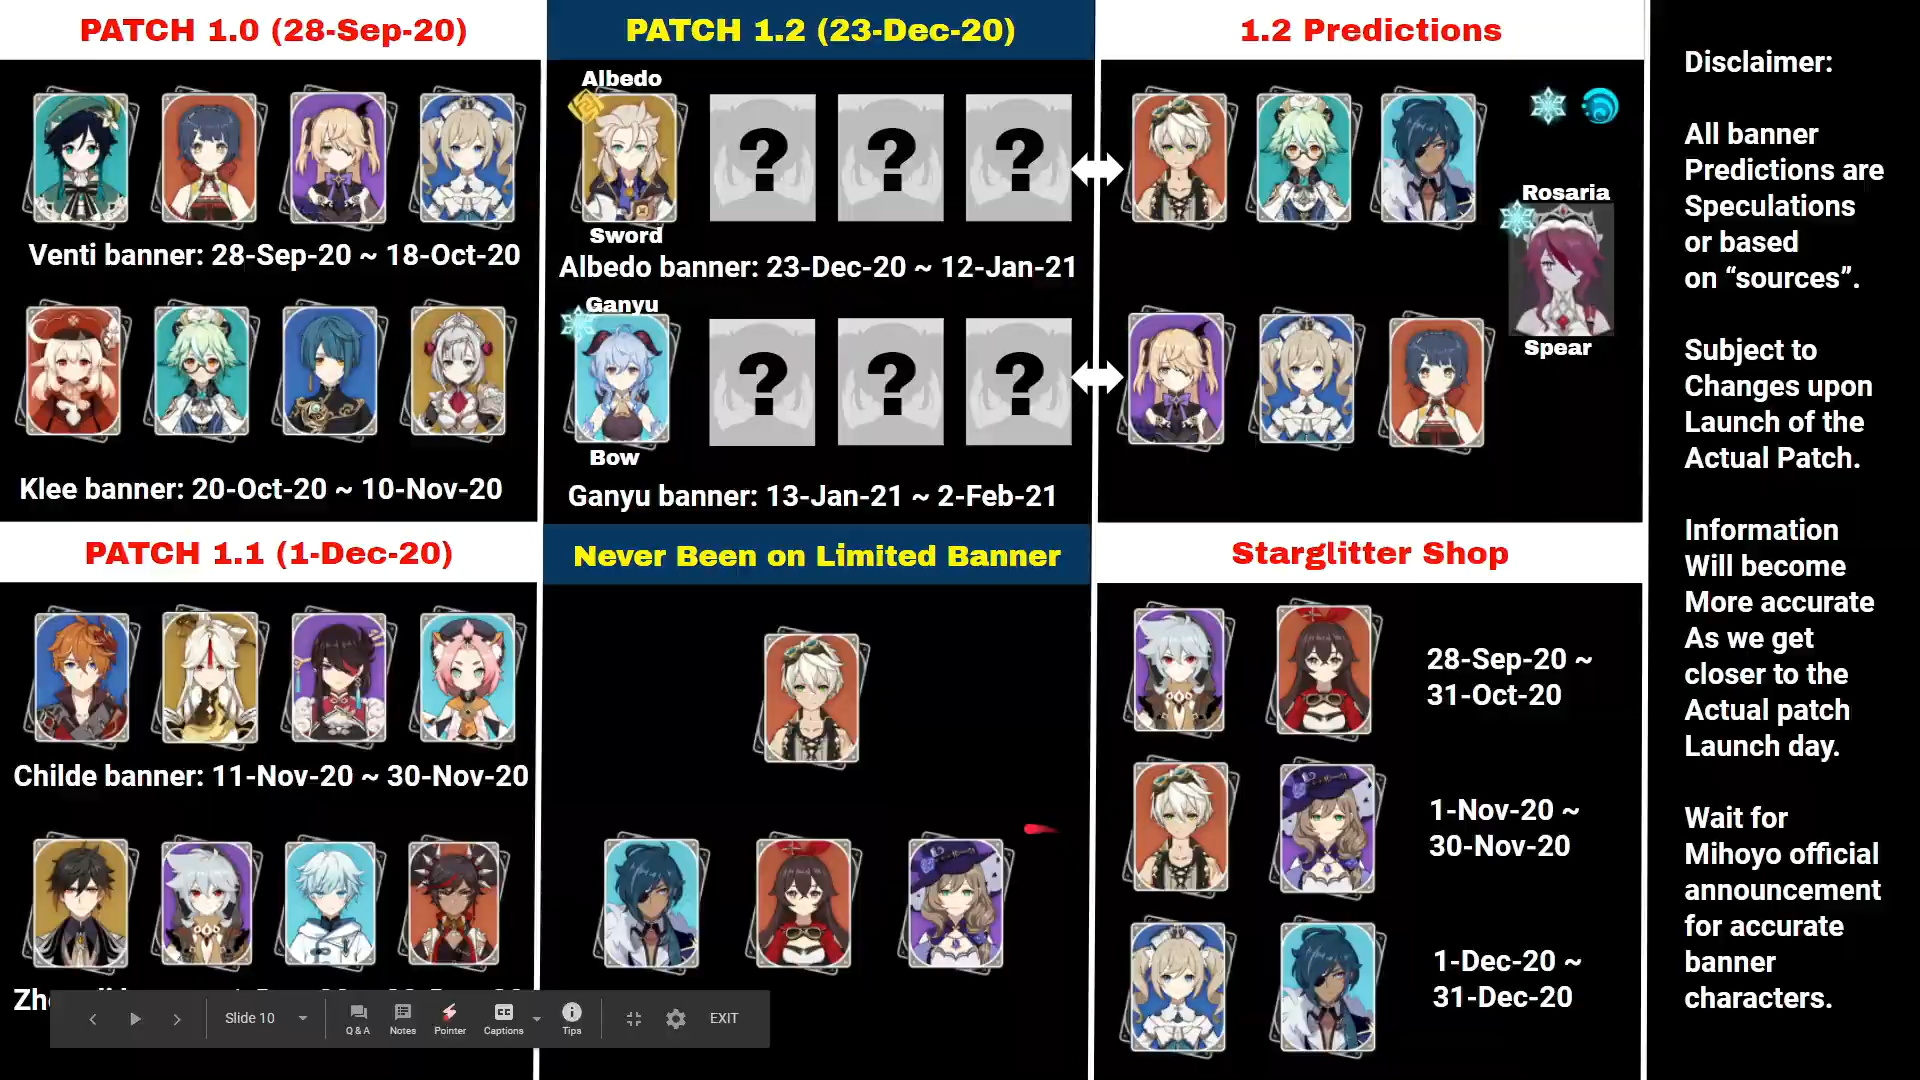 PATCH 1.0 (28-Sep-20)
Venti banner: 28-Sep-20 ~ 18-Oct-20
Klee banner: 20-Oct-20 ~ 10-Nov-20
PATCH 1.2 (23-Dec-20)
Albedo
? ? ?
Sword
Albedo banner: 23-Dec-20 ~ 12-Jan-21
Ganyu
? ? ?
Bow
Ganyu banner: 13-Jan-21 ~ 2-Feb-21
1.2 Predictions
Rosaria
Spear
Disclaimer:
All banner
Predictions are
Speculations
or based
on “sources”.
Subject to
Changes upon
Launch of the
Actual Patch.
Information
Will become
More accurate
As we get
closer to the
Actual patch
Launch day.
Wait for
Mihoyo official
announcement
for accurate
banner
characters.
PATCH 1.1 (1-Dec-20)
Childe banner: 11-Nov-20 ~ 30-Nov-20
Never Been on Limited Banner
Starglitter Shop
28-Sep-20 ~
31-Oct-20
1-Nov-20 ~
30-Nov-20
1-Dec-20 ~
31-Dec-20
Slide 10
Q & A
Notes
Pointer
CC
Captions
Tips
EXIT